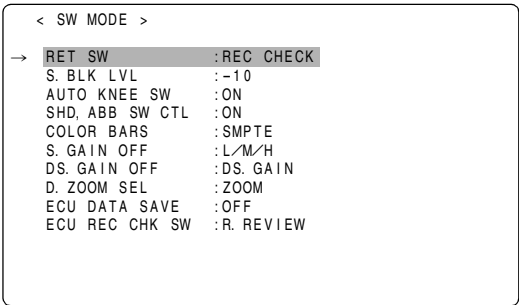 < SW MODE >
→ RET SW :REC CHECK
S. BLK LVL :–10
AUTO KNEE SW :ON
SHD, ABB SW CTL :ON
COLOR BARS :SMPTE
S. GAIN OFF :L/M/H
DS. GAIN OFF :DS. GAIN
D. ZOOM SEL :ZOOM
ECU DATA SAVE :OFF
ECU REC CHK SW :R. REVIEW